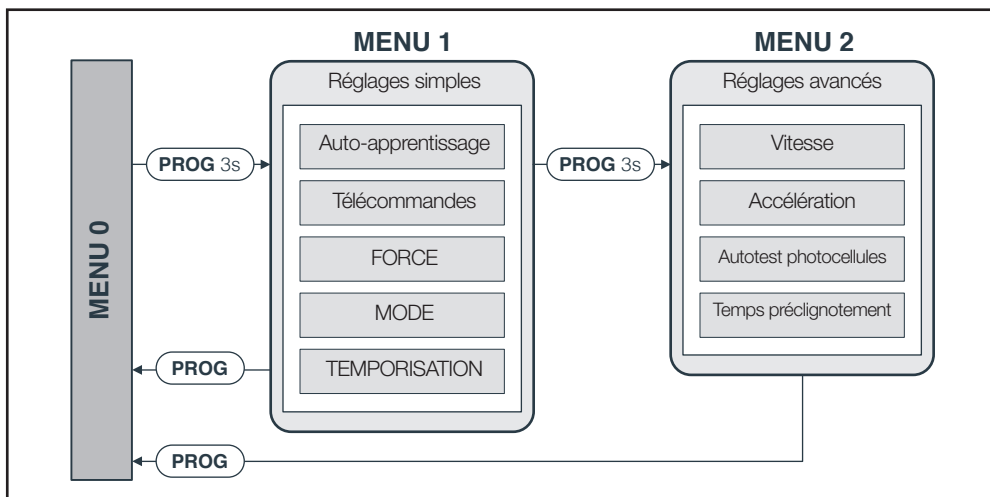 MENU 0
PROG 3s
MENU 1
Réglages simples
Auto-apprentissage
Télécommandes
FORCE
MODE
TEMPORISATION
PROG
PROG 3s
MENU 2
Réglages avancés
Vitesse
Accélération
Autotest photocellules
Temps préclignotement
PROG